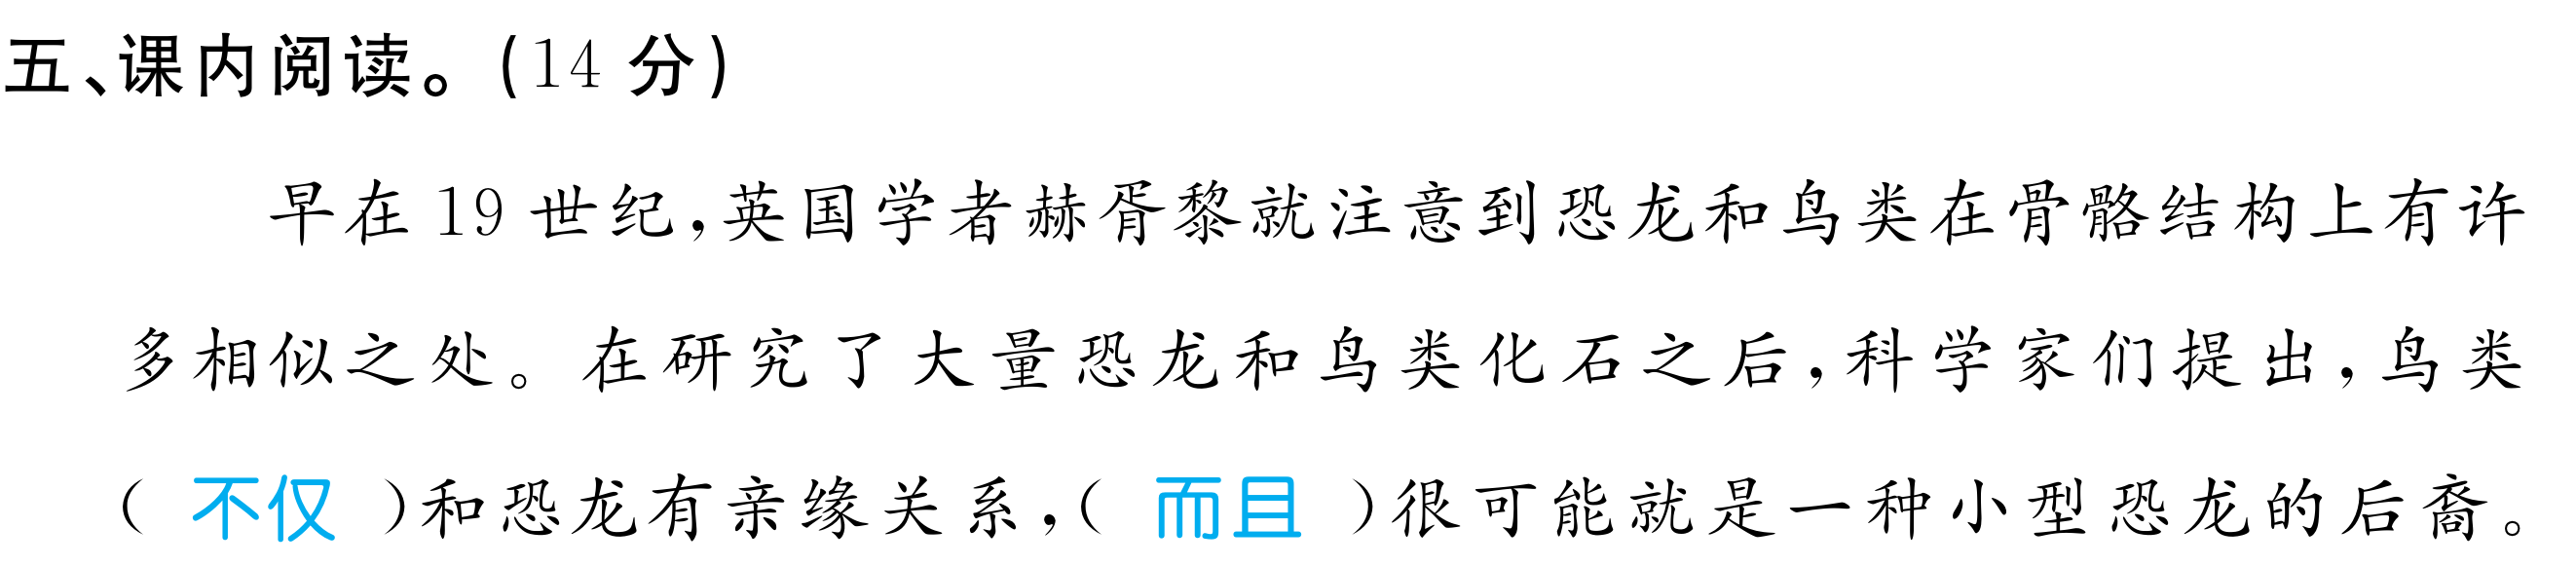 五、课内阅读。(14 分)
早在 19 世纪,英国学者赫胥黎就注意到恐龙和鸟类在骨骼结构上有许
多相似之处。在研究了大量恐龙和鸟类化石之后,科学家们提出,鸟类
( 不仅 )和恐龙有亲缘关系,( 而且 )很可能就是一种小型恐龙的后裔。